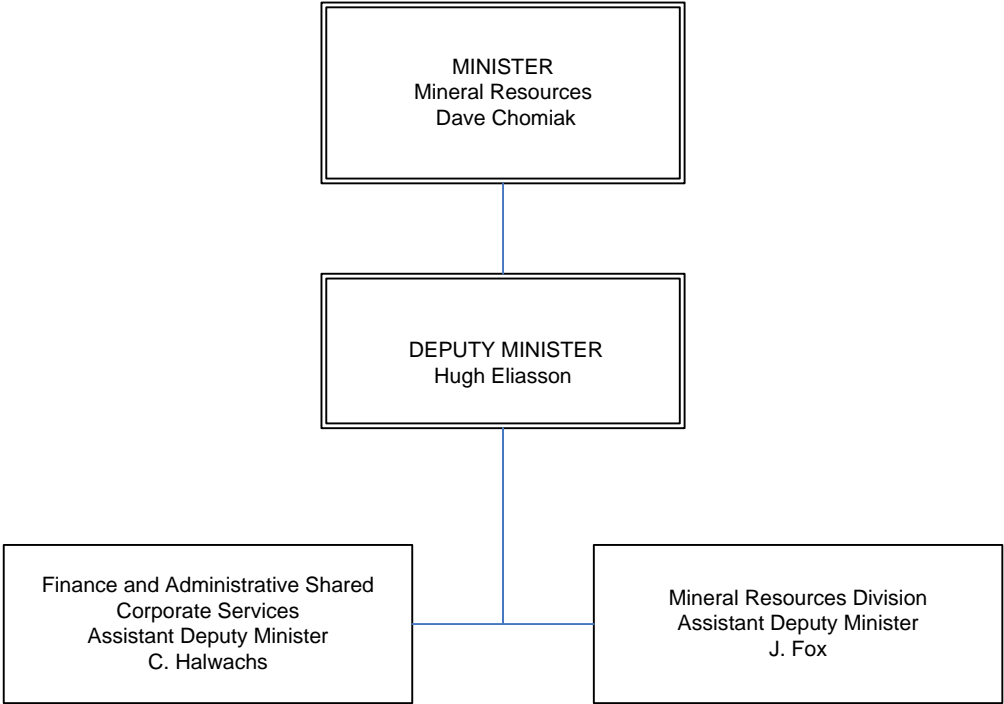 MINISTER
Mineral Resources
Dave Chomiak
DEPUTY MINISTER
Hugh Eliasson
Finance and Administrative Shared
Corporate Services
Assistant Deputy Minister
C. Halwachs
Mineral Resources Division
Assistant Deputy Minister
J. Fox